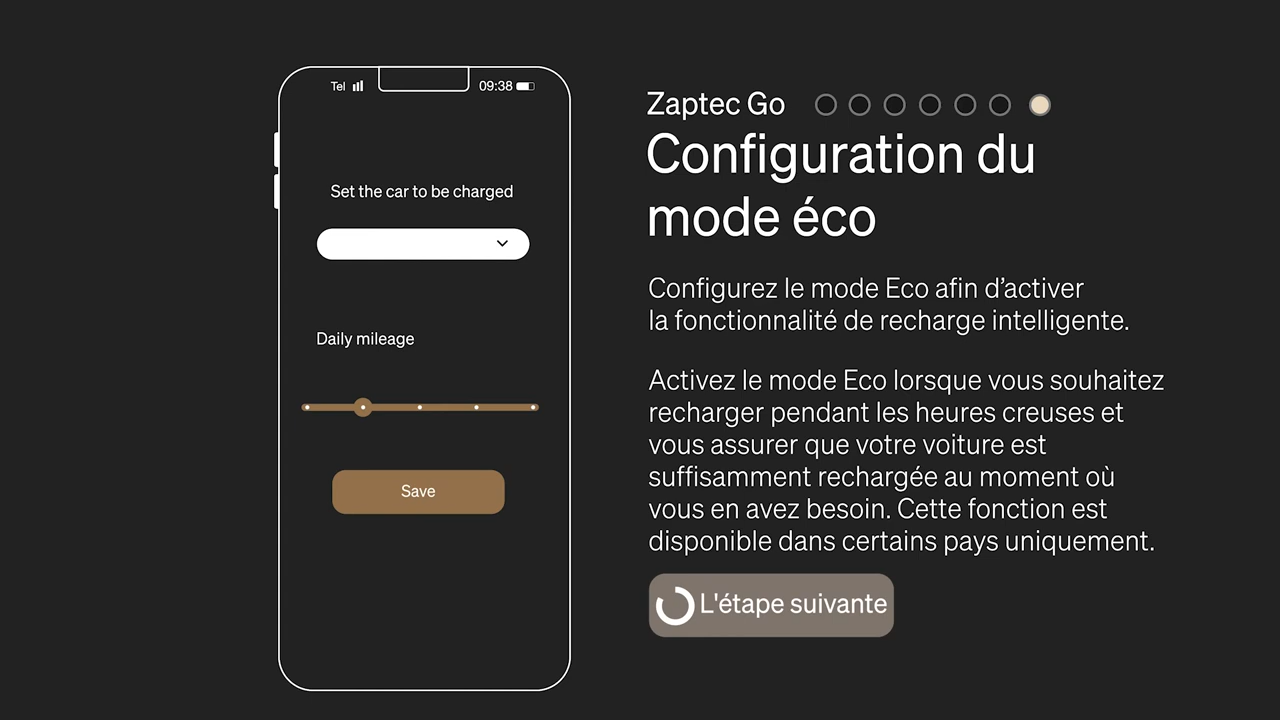 Tel
09:38
Set the car to be charged
Daily mileage
Save
Zaptec Go
Configuration du
mode éco
Configurez le mode Eco afin d’activer
la fonctionnalité de recharge intelligente.
Activez le mode Eco lorsque vous souhaitez
recharger pendant les heures creuses et
vous assurer que votre voiture est
suffisamment rechargée au moment où
vous en avez besoin. Cette fonction est
disponible dans certains pays uniquement.
L'étape suivante